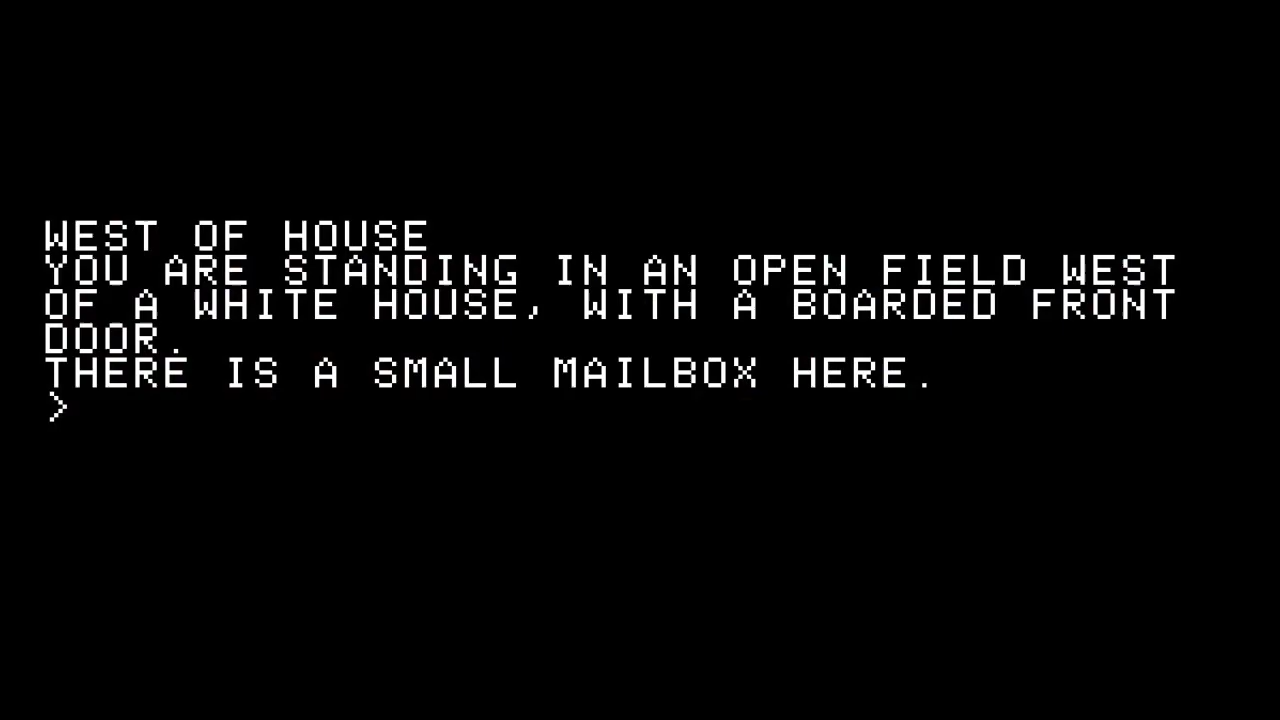 WEST OF HOUSE
YOU ARE STANDING IN AN OPEN FIELD WEST
OF A WHITE HOUSE, WITH A BOARDED FRONT
DOOR.
THERE IS A SMALL MAILBOX HERE.
>